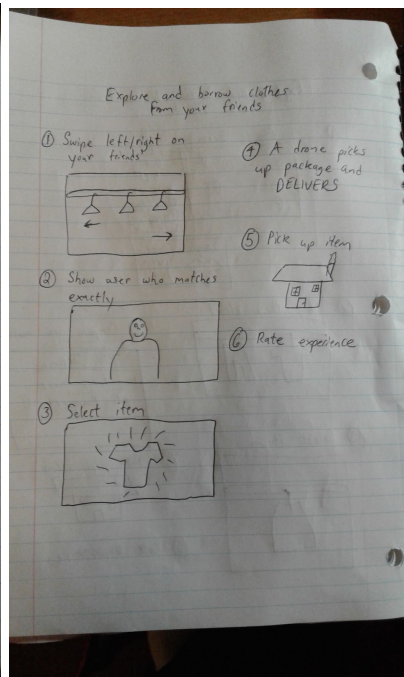 Explore and borrow clothes
from your friends
① Swipe left/right on
your friends'
② Show user who matches
exactly
③ Select item
④ A drone picks
up package and
DELIVERS
⑤ Pick up item
⑥ Rate experience